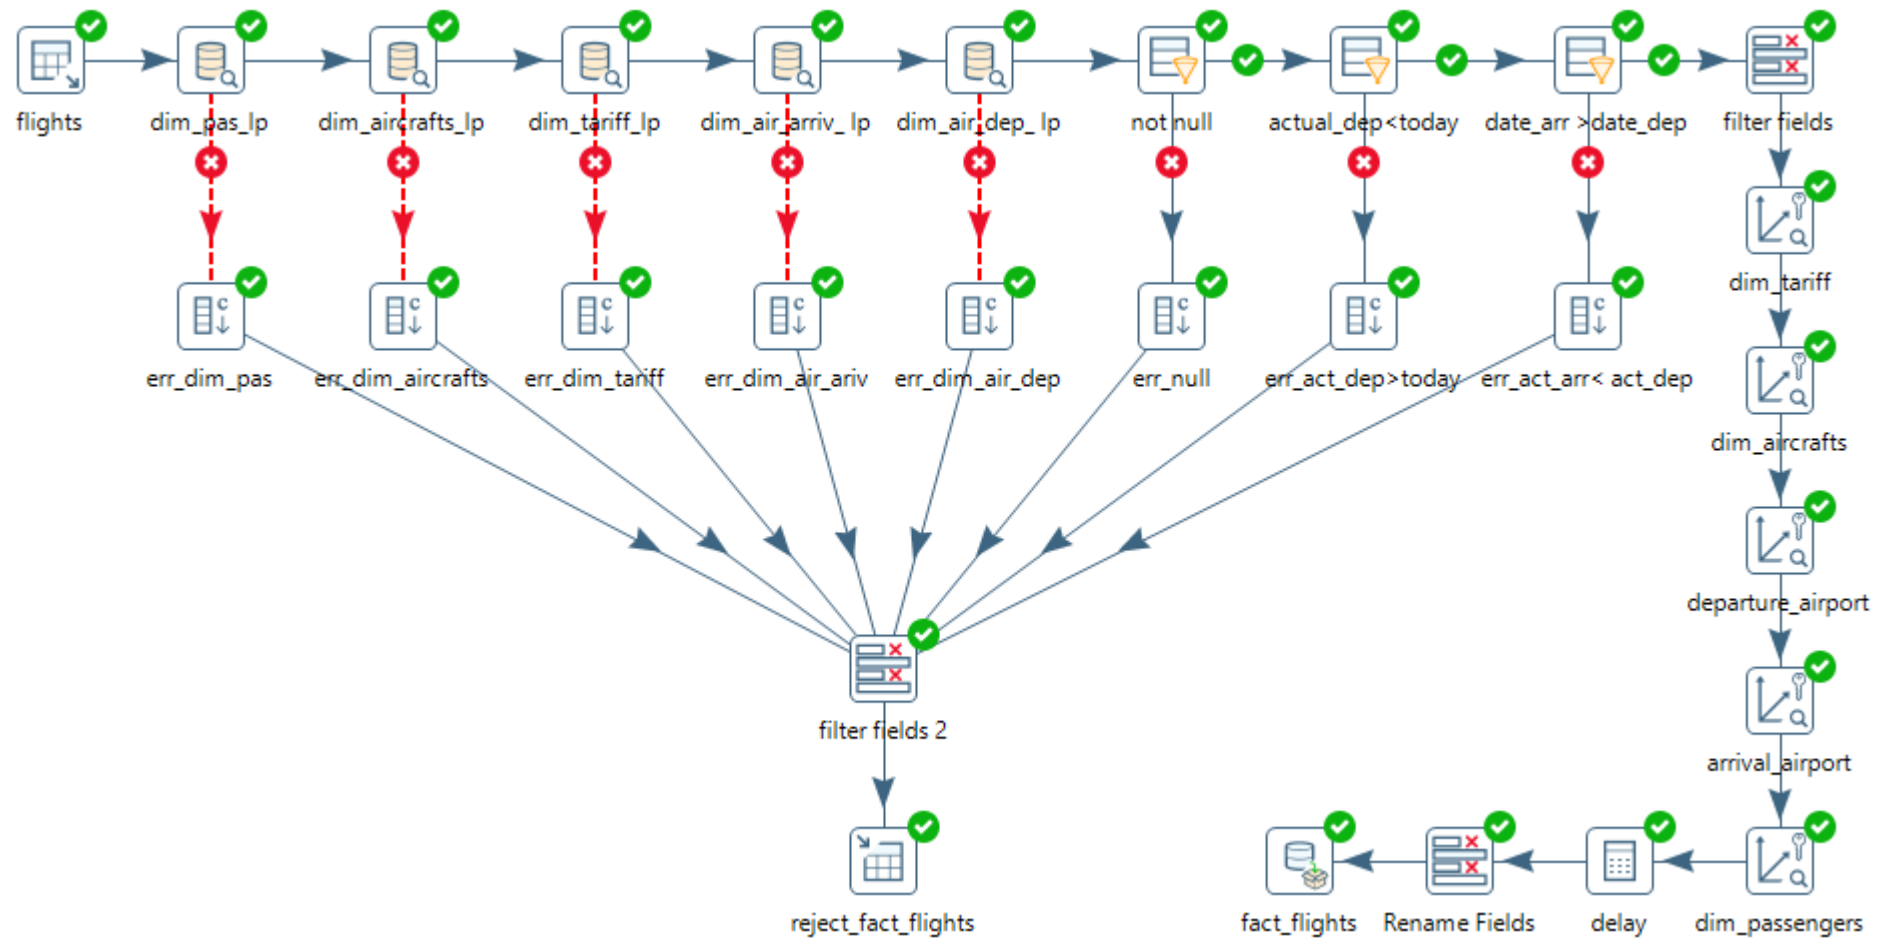 flights
dim_pas_lp
dim_aircrafts_lp
dim_tariff_lp
dim_air_arriv_ lp
dim_air_dep_ lp
not null
actual_dep<today
date_arr >date_dep
filter fields
dim_tariff
err_dim_pas
err_dim_aircrafts
err_dim_tariff
err_dim_air_ariv
err_dim_air_dep
err_null
err_act_dep>today
err_act_arr< act_dep
dim_aircrafts
departure_airport
filter fields 2
arrival_airport
reject_fact_flights
fact_flights
Rename Fields
delay
dim_passengers